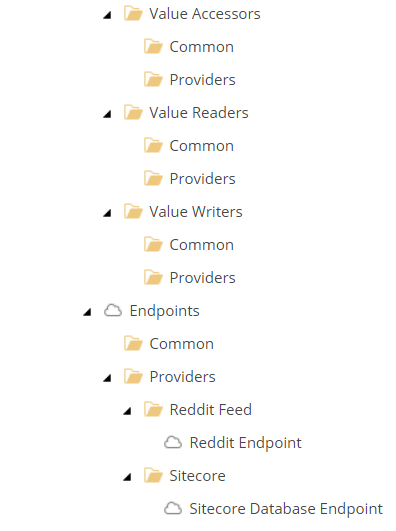 Value Accessors
Common
Providers
Value Readers
Common
Providers
Value Writers
Common
Providers
Endpoints
Common
Providers
Reddit Feed
Reddit Endpoint
Sitecore
Sitecore Database Endpoint